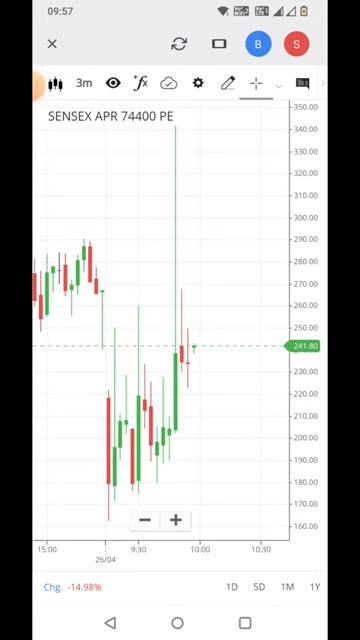 09:57
B
S
3m
fx
SENSEX APR 74400 PE
350.00
340.00
330.00
320.00
310.00
300.00
290.00
280.00
270.00
260.00
250.00
241.80
230.00
220.00
210.00
200.00
190.00
180.00
170.00
160.00
15:00
9:30
10:00
10:30
26/04
Chg. -14.98%
1D
5D
1M
1Y